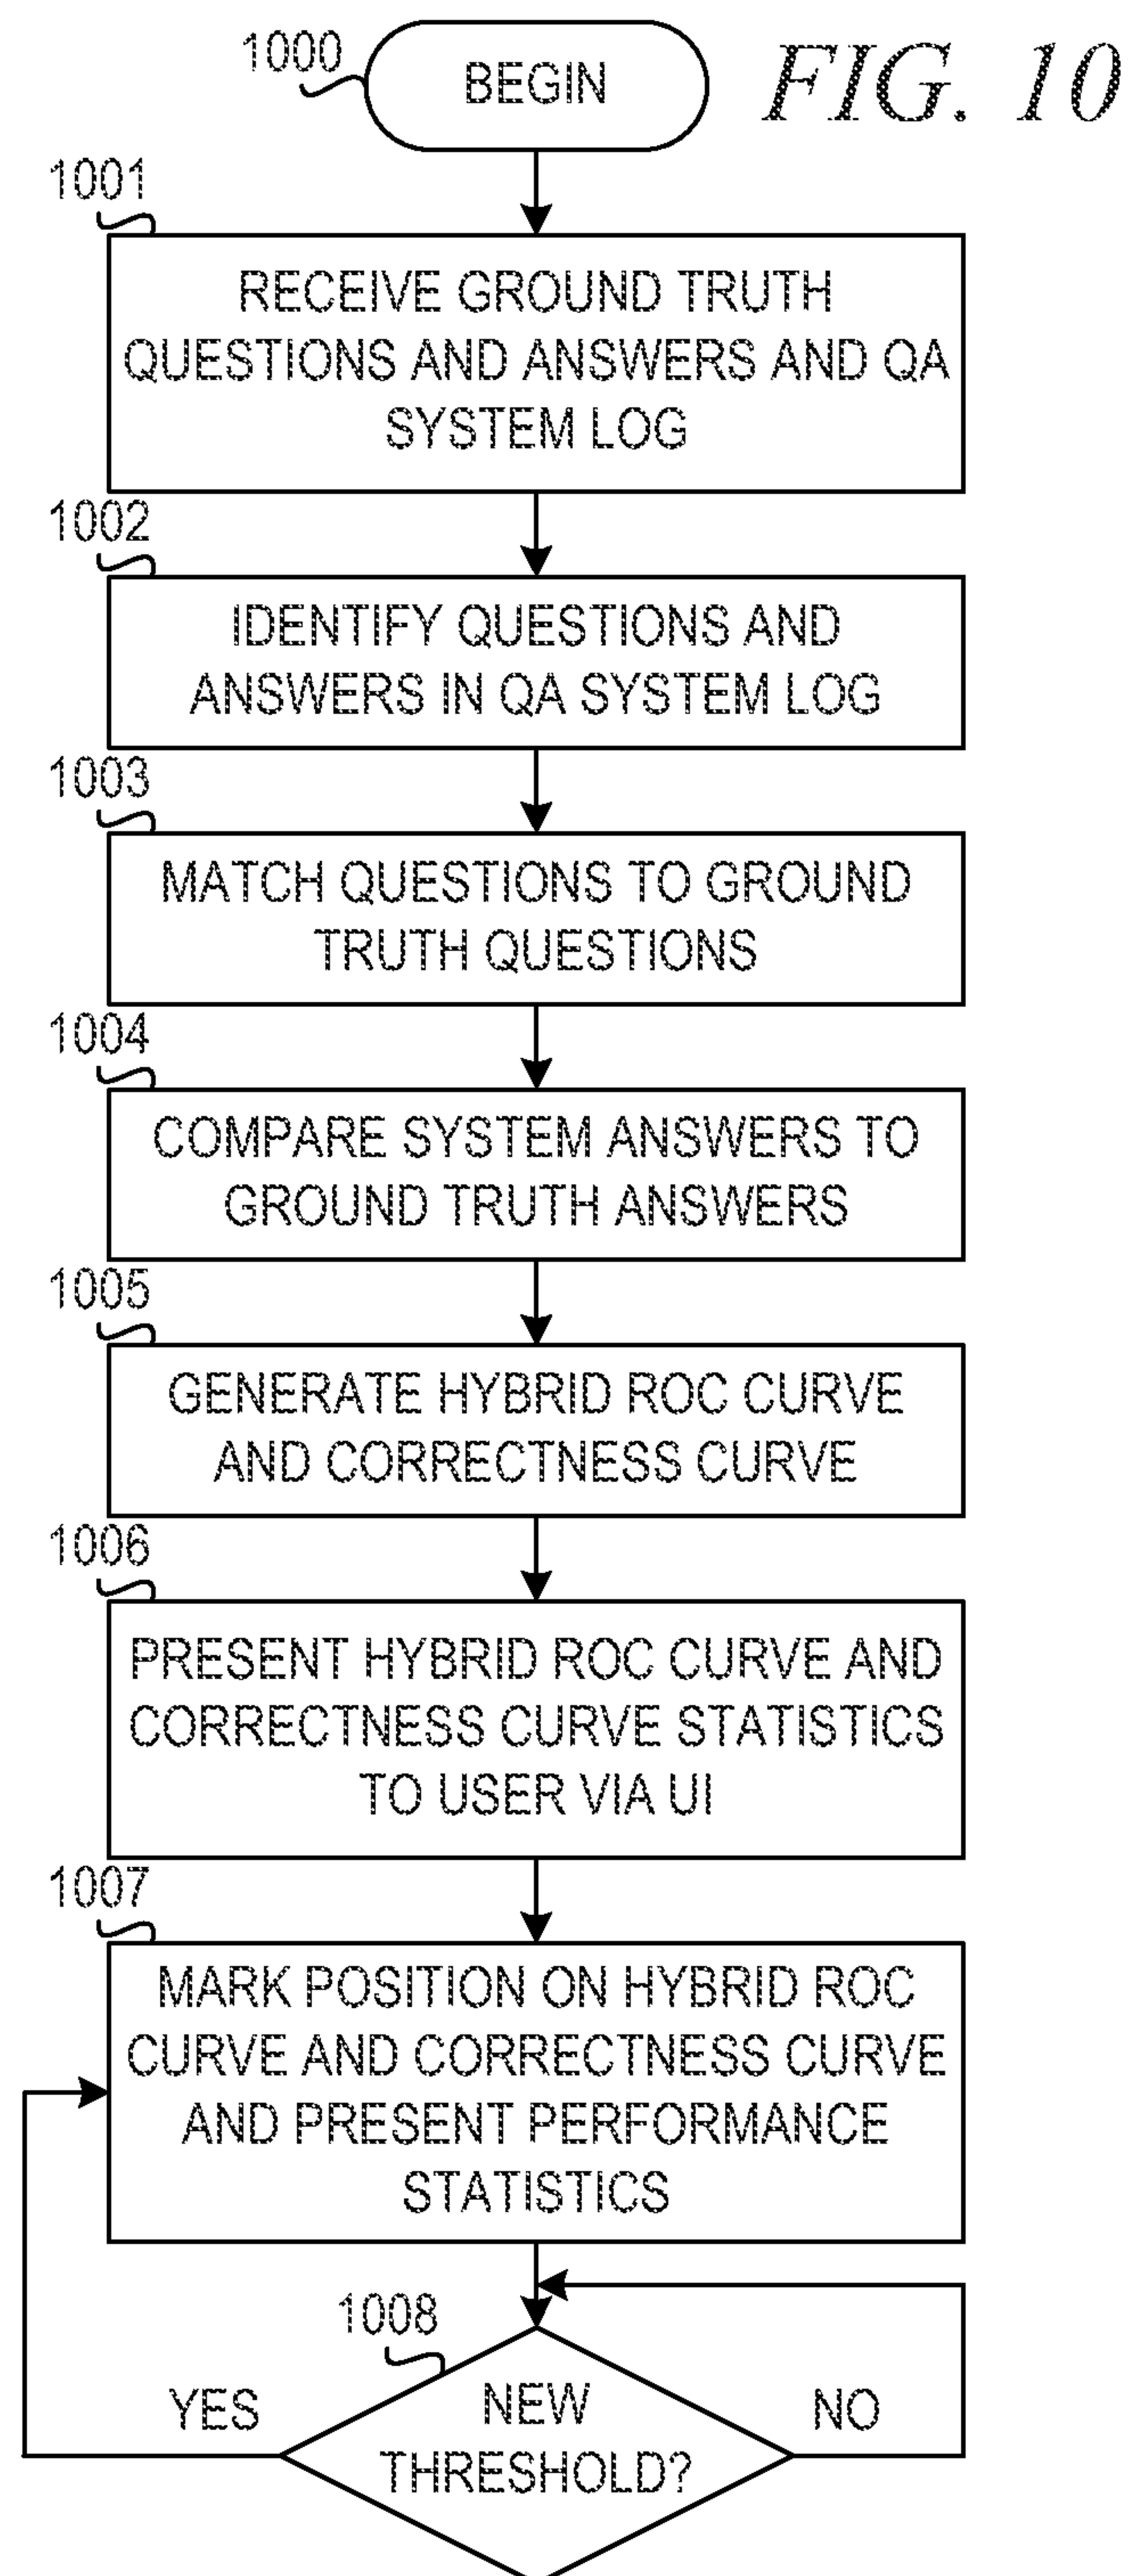 1000
BEGIN
FIG. 10
1001
RECEIVE GROUND TRUTH
QUESTIONS AND ANSWERS AND QA
SYSTEM LOG
1002
IDENTIFY QUESTIONS AND
ANSWERS IN QA SYSTEM LOG
1003
MATCH QUESTIONS TO GROUND
TRUTH QUESTIONS
1004
COMPARE SYSTEM ANSWERS TO
GROUND TRUTH ANSWERS
1005
GENERATE HYBRID ROC CURVE
AND CORRECTNESS CURVE
1006
PRESENT HYBRID ROC CURVE AND
CORRECTNESS CURVE STATISTICS
TO USER VIA UI
1007
MARK POSITION ON HYBRID ROC
CURVE AND CORRECTNESS CURVE
AND PRESENT PERFORMANCE
STATISTICS
1008
YES
NEW
THRESHOLD?
NO